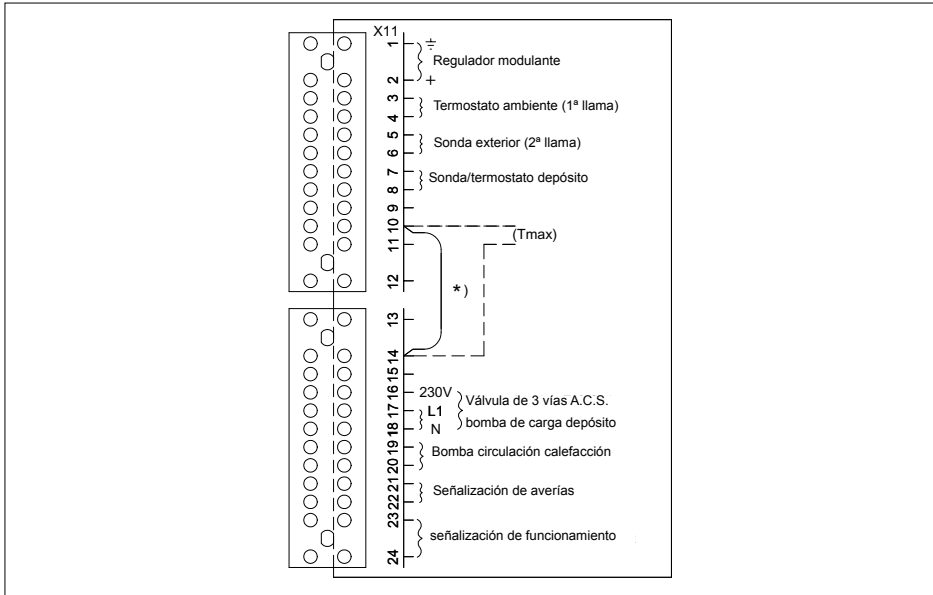 X11
1 ⏚
Regulador modulante
2 +
3
Termostato ambiente (1ª llama)
4
5
Sonda exterior (2ª llama)
6
7
Sonda/termostato depósito
8
9
10
(Tmax)
11
12
*)
13
14
15
16 230V
Válvula de 3 vías A.C.S.
17 L1
bomba de carga depósito
18 N
19
Bomba circulación calefacción
20
21
Señalización de averías
22
23
señalización de funcionamiento
24